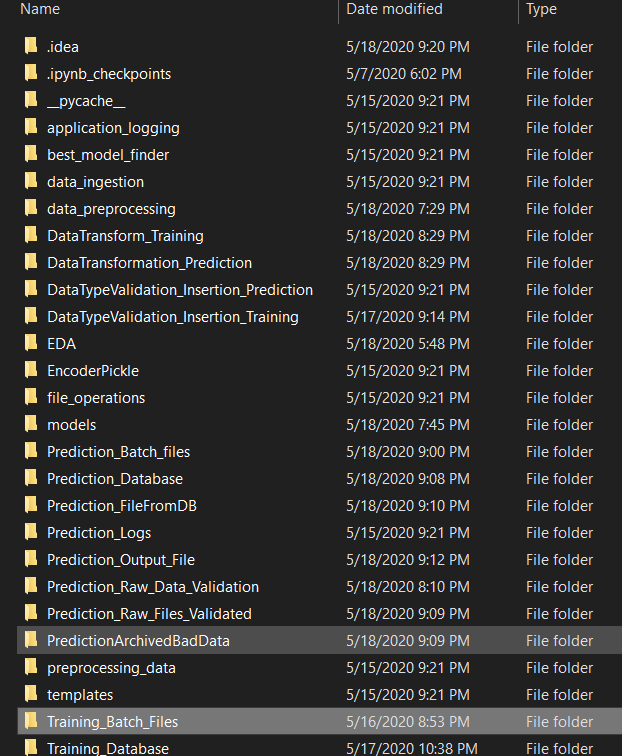 Name Date modified Type
.idea 5/18/2020 9:20 PM File folder
.ipynb_checkpoints 5/7/2020 6:02 PM File folder
__pycache__ 5/15/2020 9:21 PM File folder
application_logging 5/15/2020 9:21 PM File folder
best_model_finder 5/15/2020 9:21 PM File folder
data_ingestion 5/15/2020 9:21 PM File folder
data_preprocessing 5/18/2020 7:29 PM File folder
DataTransform_Training 5/18/2020 8:29 PM File folder
DataTransformation_Prediction 5/18/2020 8:29 PM File folder
DataTypeValidation_Insertion_Prediction 5/15/2020 9:21 PM File folder
DataTypeValidation_Insertion_Training 5/17/2020 9:14 PM File folder
EDA 5/18/2020 5:48 PM File folder
EncoderPickle 5/15/2020 9:21 PM File folder
file_operations 5/15/2020 9:21 PM File folder
models 5/18/2020 7:45 PM File folder
Prediction_Batch_files 5/18/2020 9:00 PM File folder
Prediction_Database 5/18/2020 9:08 PM File folder
Prediction_FileFromDB 5/18/2020 9:10 PM File folder
Prediction_Logs 5/15/2020 9:21 PM File folder
Prediction_Output_File 5/18/2020 9:12 PM File folder
Prediction_Raw_Data_Validation 5/18/2020 8:10 PM File folder
Prediction_Raw_Files_Validated 5/18/2020 9:09 PM File folder
PredictionArchivedBadData 5/18/2020 9:09 PM File folder
preprocessing_data 5/15/2020 9:21 PM File folder
templates 5/15/2020 9:21 PM File folder
Training_Batch_Files 5/16/2020 8:53 PM File folder
Training_Database 5/17/2020 10:38 PM File folder